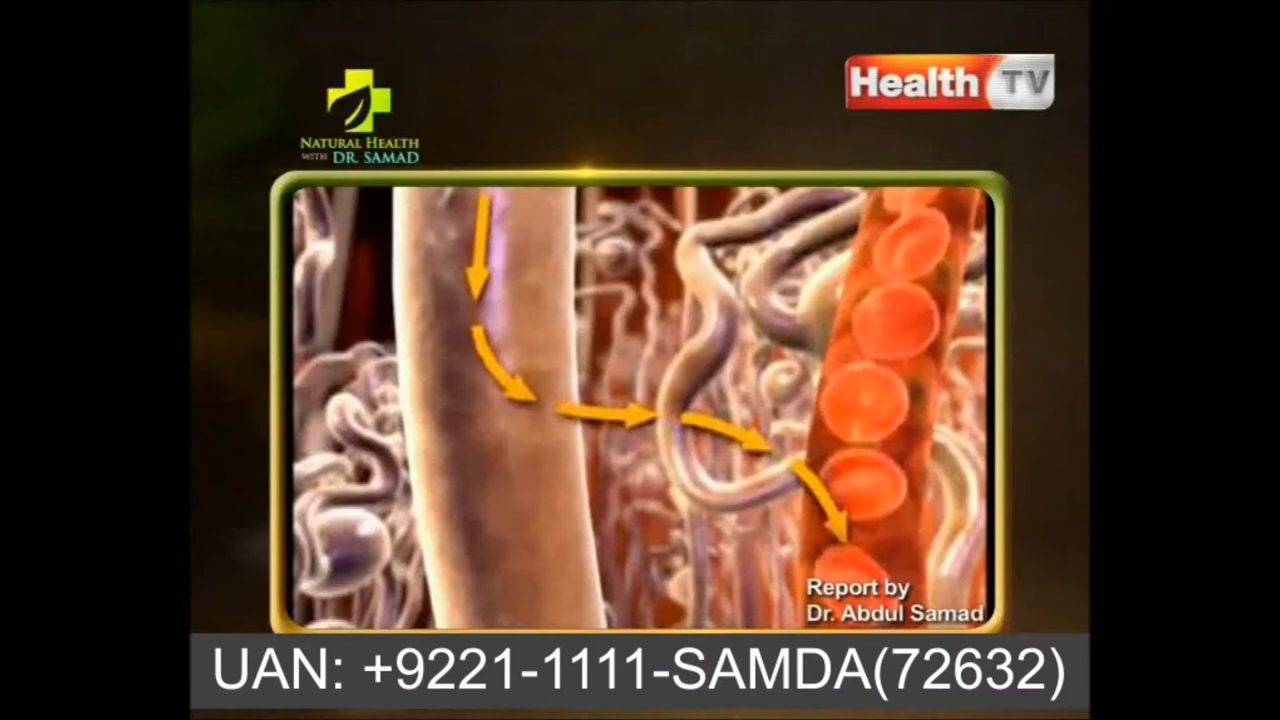 NATURAL HEALTH
WITH DR. SAMAD
Health TV
Report by
Dr. Abdul Samad
UAN: +9221-1111-SAMDA(72632)